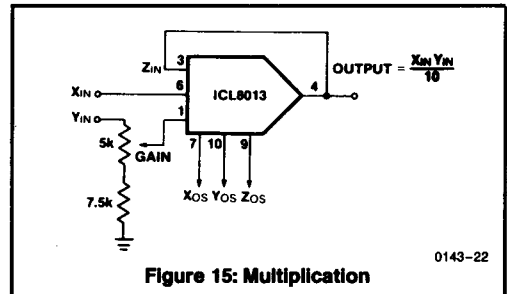 ZIN 3
XIN 6
YIN 1
ICL8013
4
OUTPUT = XIN YIN
10
5k
GAIN
7 10 9
7.5k
XOS YOS ZOS
0143–22
Figure 15: Multiplication